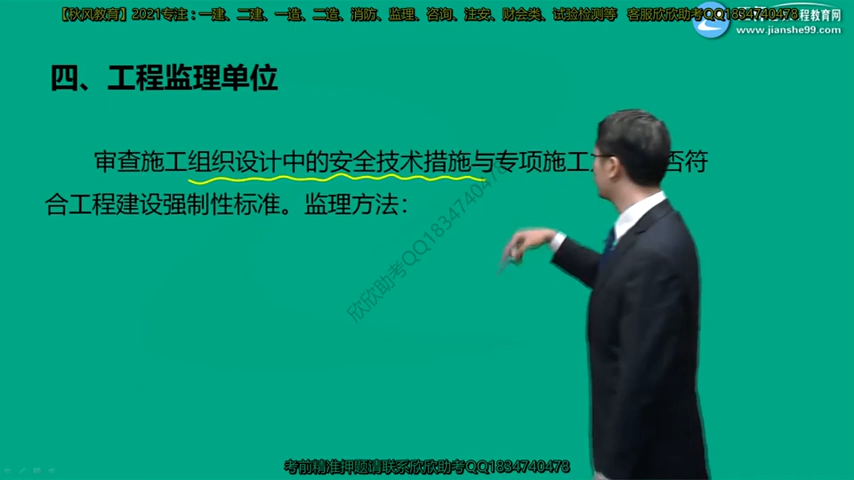 【秋风教育】2021专注：一建、二建、一造、二造、消防、监理、咨询、注安、财会类、试验检测等 客服欣欣助考QQ1834740478
程教育网
www.jianshe99.com
四、工程监理单位
审查施工组织设计中的安全技术措施与专项施工 否符
合工程建设强制性标准。监理方法：
欣欣助考QQ1834740478
考前精准押题请联系欣欣助考QQ1834740478